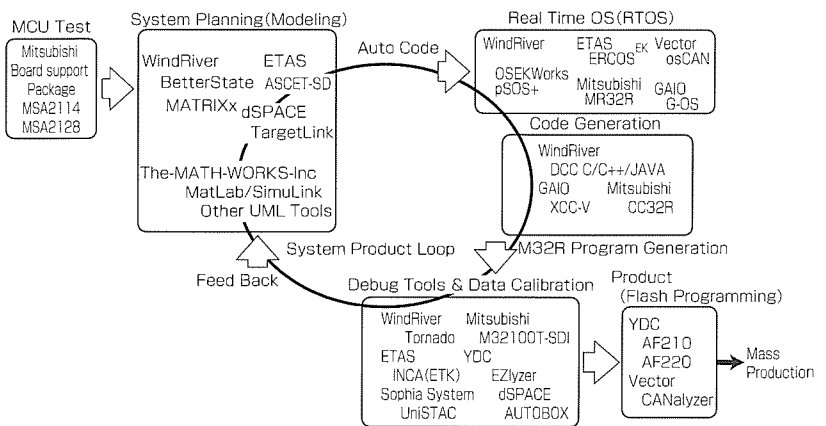 MCU Test
Mitsubishi
Board support
Package
MSA2114
MSA2128
System Planning(Modeling)
WindRiver ETAS
BetterState ASCET-SD
MATRIXx
dSPACE
TargetLink
The-MATH-WORKS-Inc
MatLab/SimuLink
Other UML Tools
Auto Code
Real Time OS(RTOS)
WindRiver ETAS Vector
ERCOS EK osCAN
OSEKWorks
pSOS+
Mitsubishi GAIO
MR32R G-OS
Code Generation
WindRiver
DCC C/C++/JAVA
GAIO Mitsubishi
XCC-V CC32R
M32R Program Generation
System Product Loop
Feed Back
Debug Tools & Data Calibration
WindRiver Mitsubishi
Tornado M32100T-SDI
ETAS YDC
INCA(ETK) EZlyzer
Sophia System dSPACE
UniSTAC AUTOBOX
Product
(Flash Programming)
YDC
AF210
AF220
Vector
CANalyzer
Mass
Production